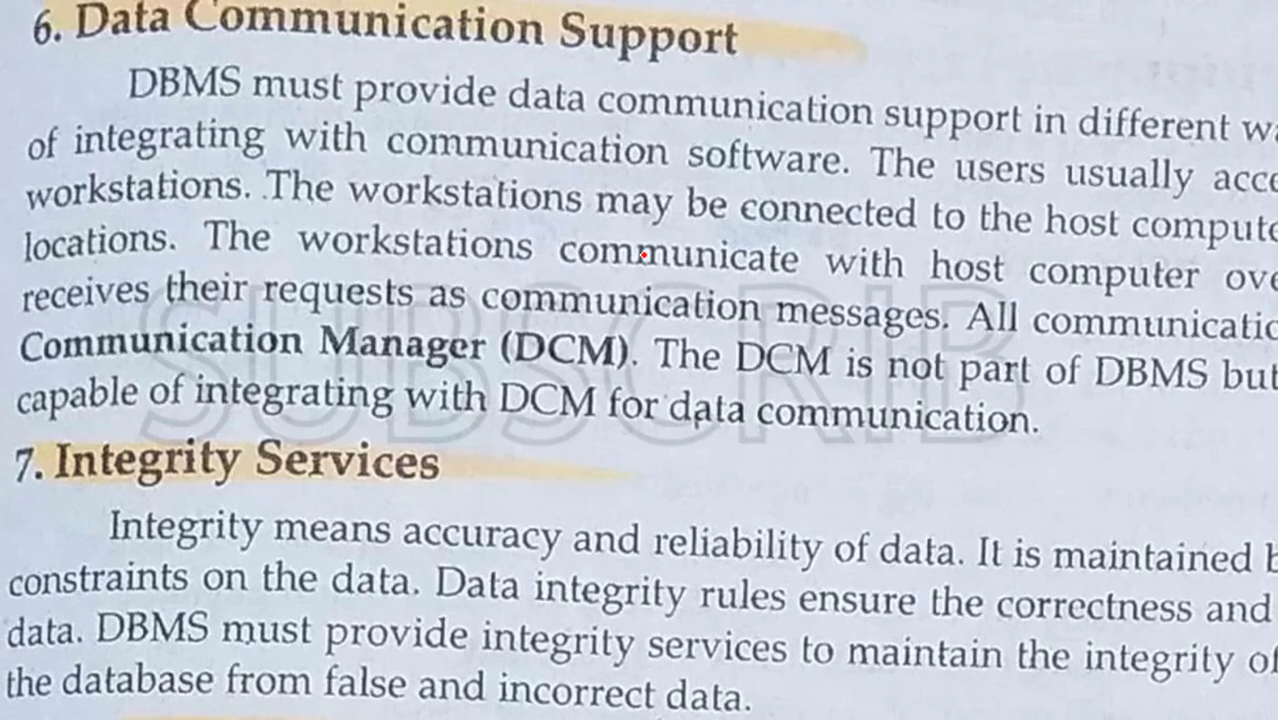 6. Data Communication Support
DBMS must provide data communication support in different
of integrating with communication software. The users usually
workstations. The workstations may be connected to the host
locations. The workstations communicate with host computer
receives their requests as communication messages. All
Communication Manager (DCM). The DCM is not part of DBMS but
capable of integrating with DCM for data communication.
7. Integrity Services
Integrity means accuracy and reliability of data. It is maintained
constraints on the data. Data integrity rules ensure the correctness and
data. DBMS must provide integrity services to maintain the integrity of
the database from false and incorrect data.